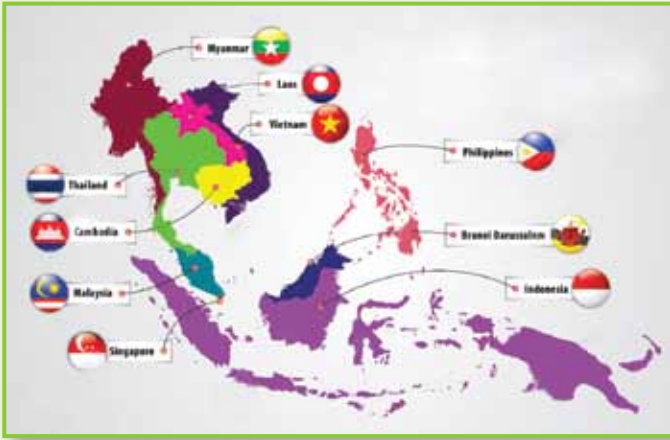 Myanmar
Laos
Vietnam
Philippines
Thailand
Cambodia
Brunei Darussalam
Malaysia
Indonesia
Singapore